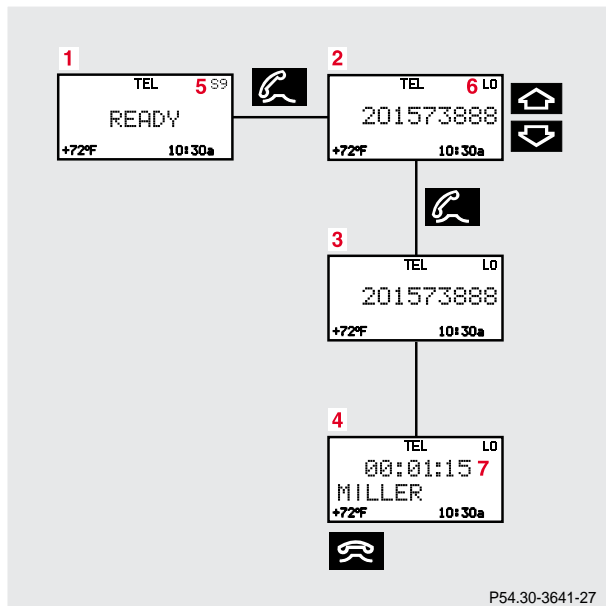 1
TEL 5 S9
READY
+72°F 10:30a
2
TEL 6 L0
201573888
+72°F 10:30a
3
TEL L0
201573888
+72°F 10:30a
4
TEL L0
00:01:15 7
MILLER
+72°F 10:30a
P54.30-3641-27